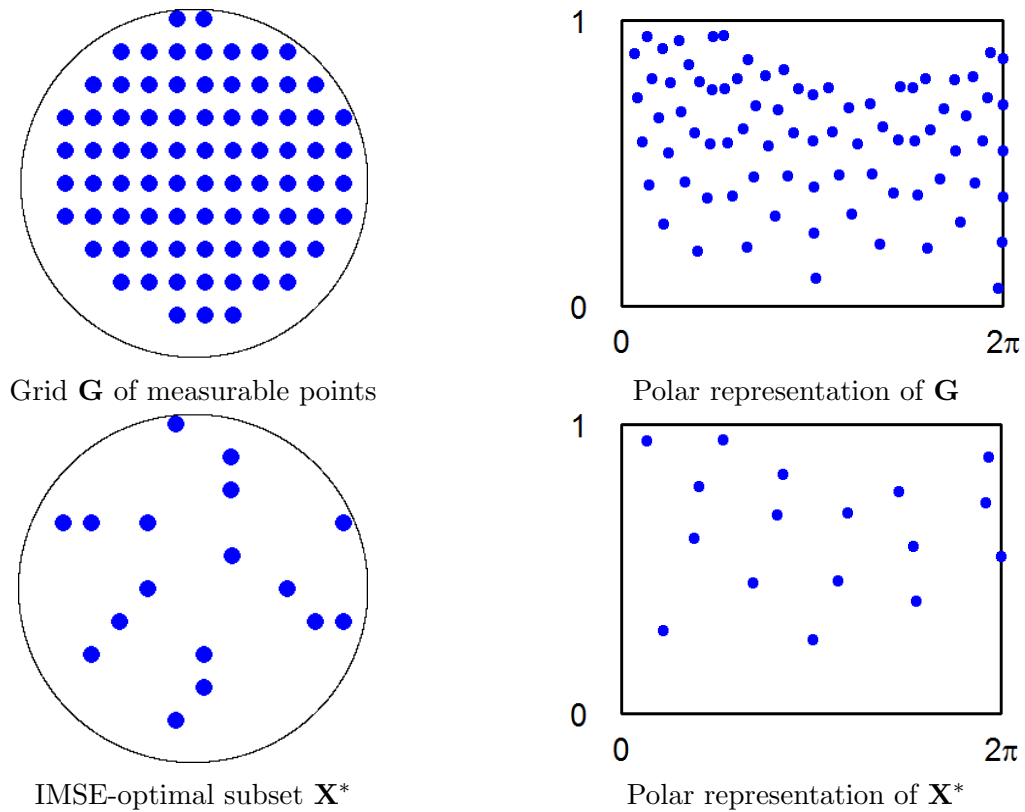 1
0
0
2π
Grid G of measurable points
Polar representation of G
1
0
0
2π
IMSE-optimal subset X*
Polar representation of X*